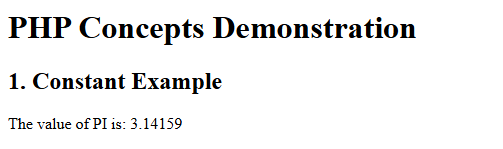 PHP Concepts Demonstration
1. Constant Example
The value of PI is: 3.14159